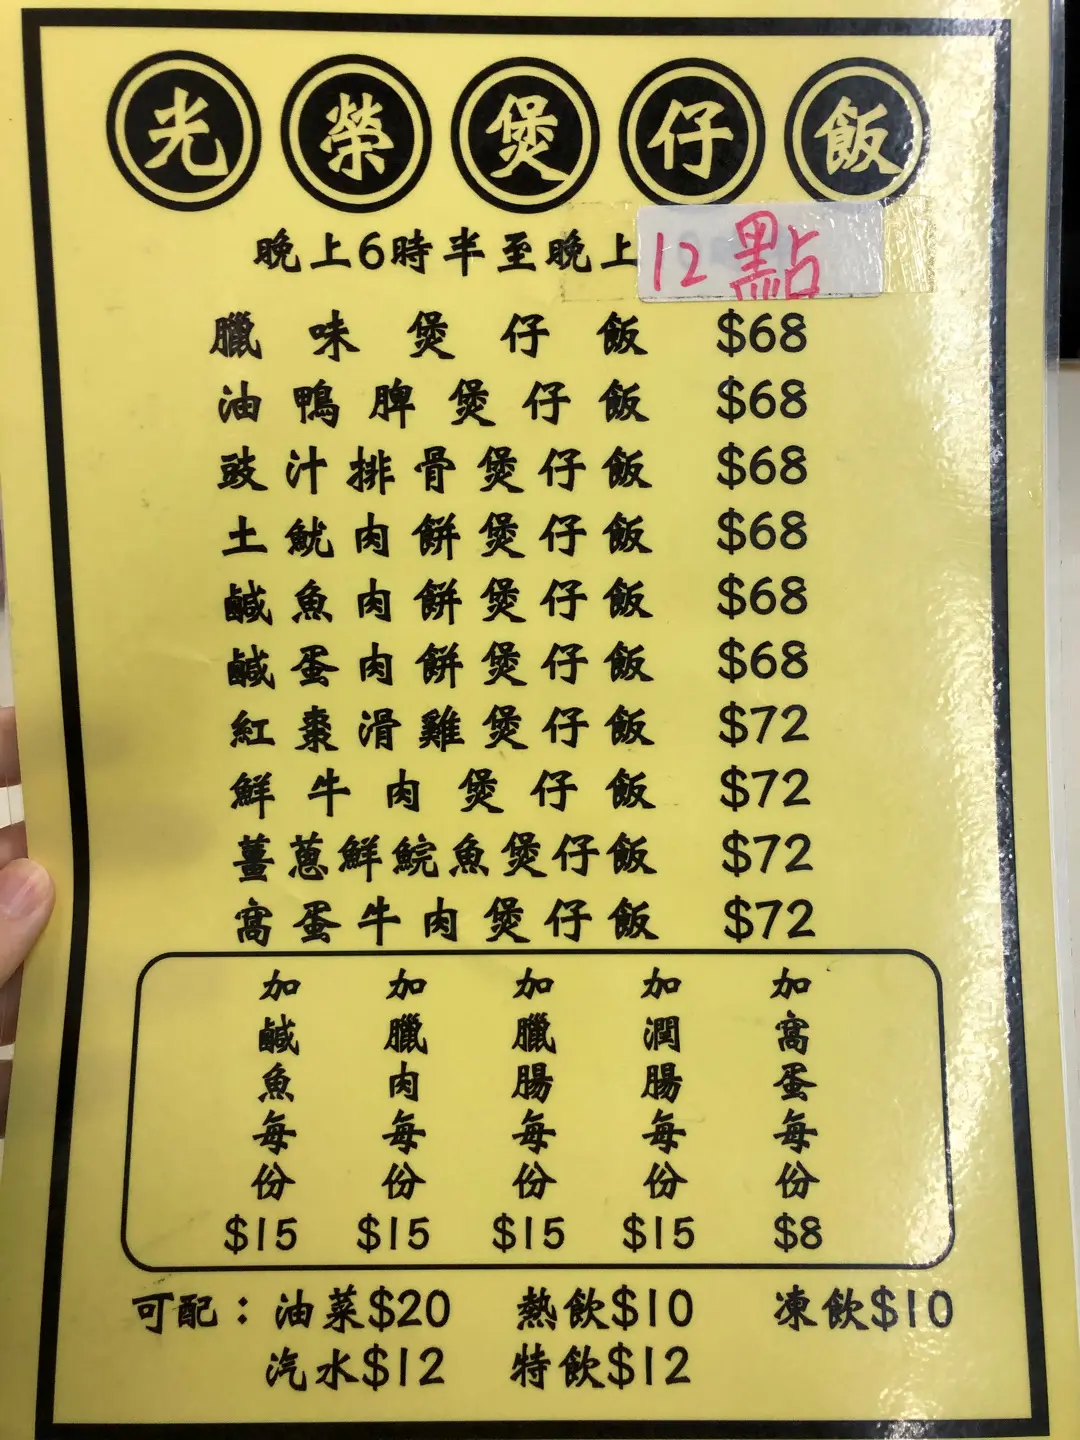 光榮煲仔飯
晚上6時半至晚上12點
臘味煲仔飯 $68
油鴨脾煲仔飯 $68
豉汁排骨煲仔飯 $68
土魷肉餅煲仔飯 $68
鹹魚肉餅煲仔飯 $68
鹹蛋肉餅煲仔飯 $68
紅棗滑雞煲仔飯 $72
鮮牛肉煲仔飯 $72
薑蔥鮮鯇魚煲仔飯 $72
窩蛋牛肉煲仔飯 $72
加鹹魚每份 $15
加臘肉每份 $15
加臘腸每份 $15
加潤腸每份 $15
加窩蛋每份 $8
可配：油菜$20 熱飲$10 凍飲$10
汽水$12 特飲$12